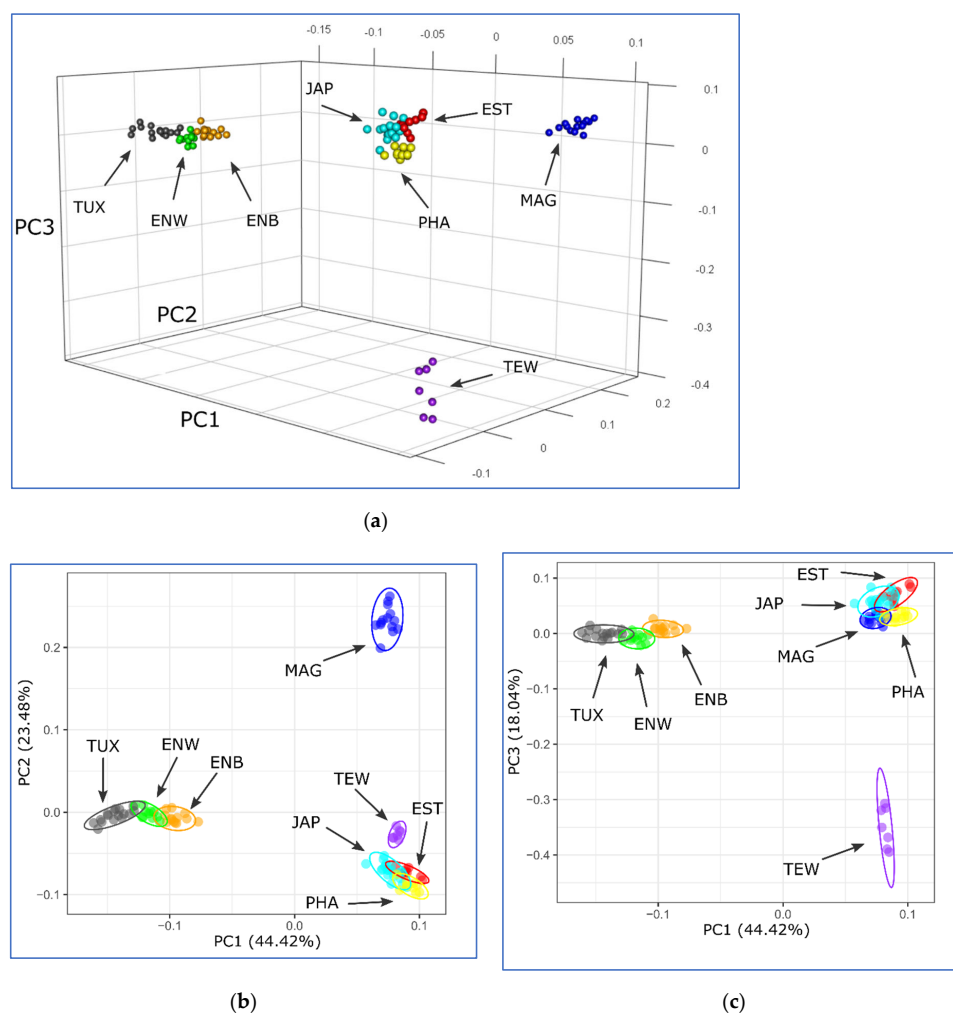 -0.15 -0.1 -0.05 0 0.05 0.1
0.1
JAP EST
0
TUX ENW ENB PHA MAG
-0.1
PC3
-0.2
PC2
-0.3
TEW
-0.4
0.2
PC1
0.1
0
-0.1
(a)
MAG
TUX ENW ENB
TEW EST
JAP
PHA
0.2
0.1
0.0
−0.1
PC2 (23.48%)
−0.1 0.0 0.1
PC1 (44.42%)
(b)
EST
JAP
MAG PHA
TUX ENW ENB
TEW
0.1
0.0
−0.1
−0.2
−0.3
−0.4
PC3 (18.04%)
−0.1 0.0 0.1
PC1 (44.42%)
(c)